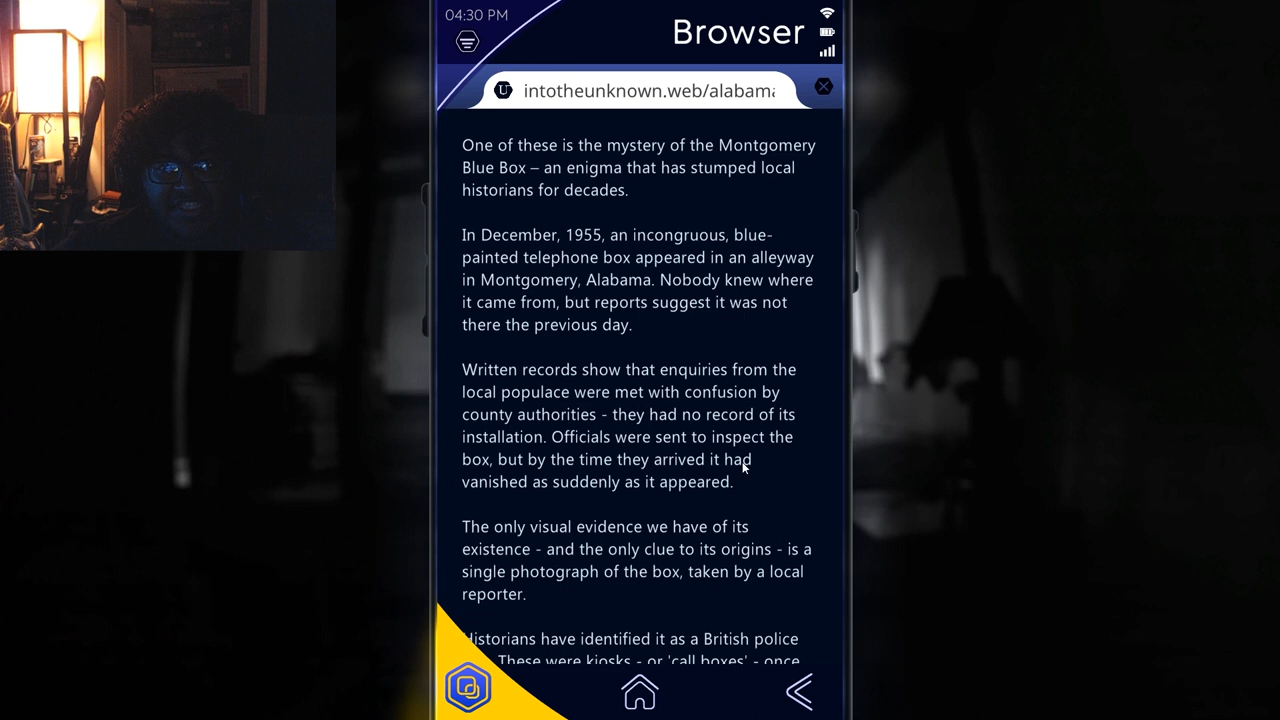 04:30 PM
Browser
U
intotheunknown.web/alabama
One of these is the mystery of the Montgomery
Blue Box – an enigma that has stumped local
historians for decades.
In December, 1955, an incongruous, blue-
painted telephone box appeared in an alleyway
in Montgomery, Alabama. Nobody knew where
it came from, but reports suggest it was not
there the previous day.
Written records show that enquiries from the
local populace were met with confusion by
county authorities - they had no record of its
installation. Officials were sent to inspect the
box, but by the time they arrived it had
vanished as suddenly as it appeared.
The only visual evidence we have of its
existence - and the only clue to its origins - is a
single photograph of the box, taken by a local
reporter.
Historians have identified it as a British police
These were kiosks - or 'call boxes' - once